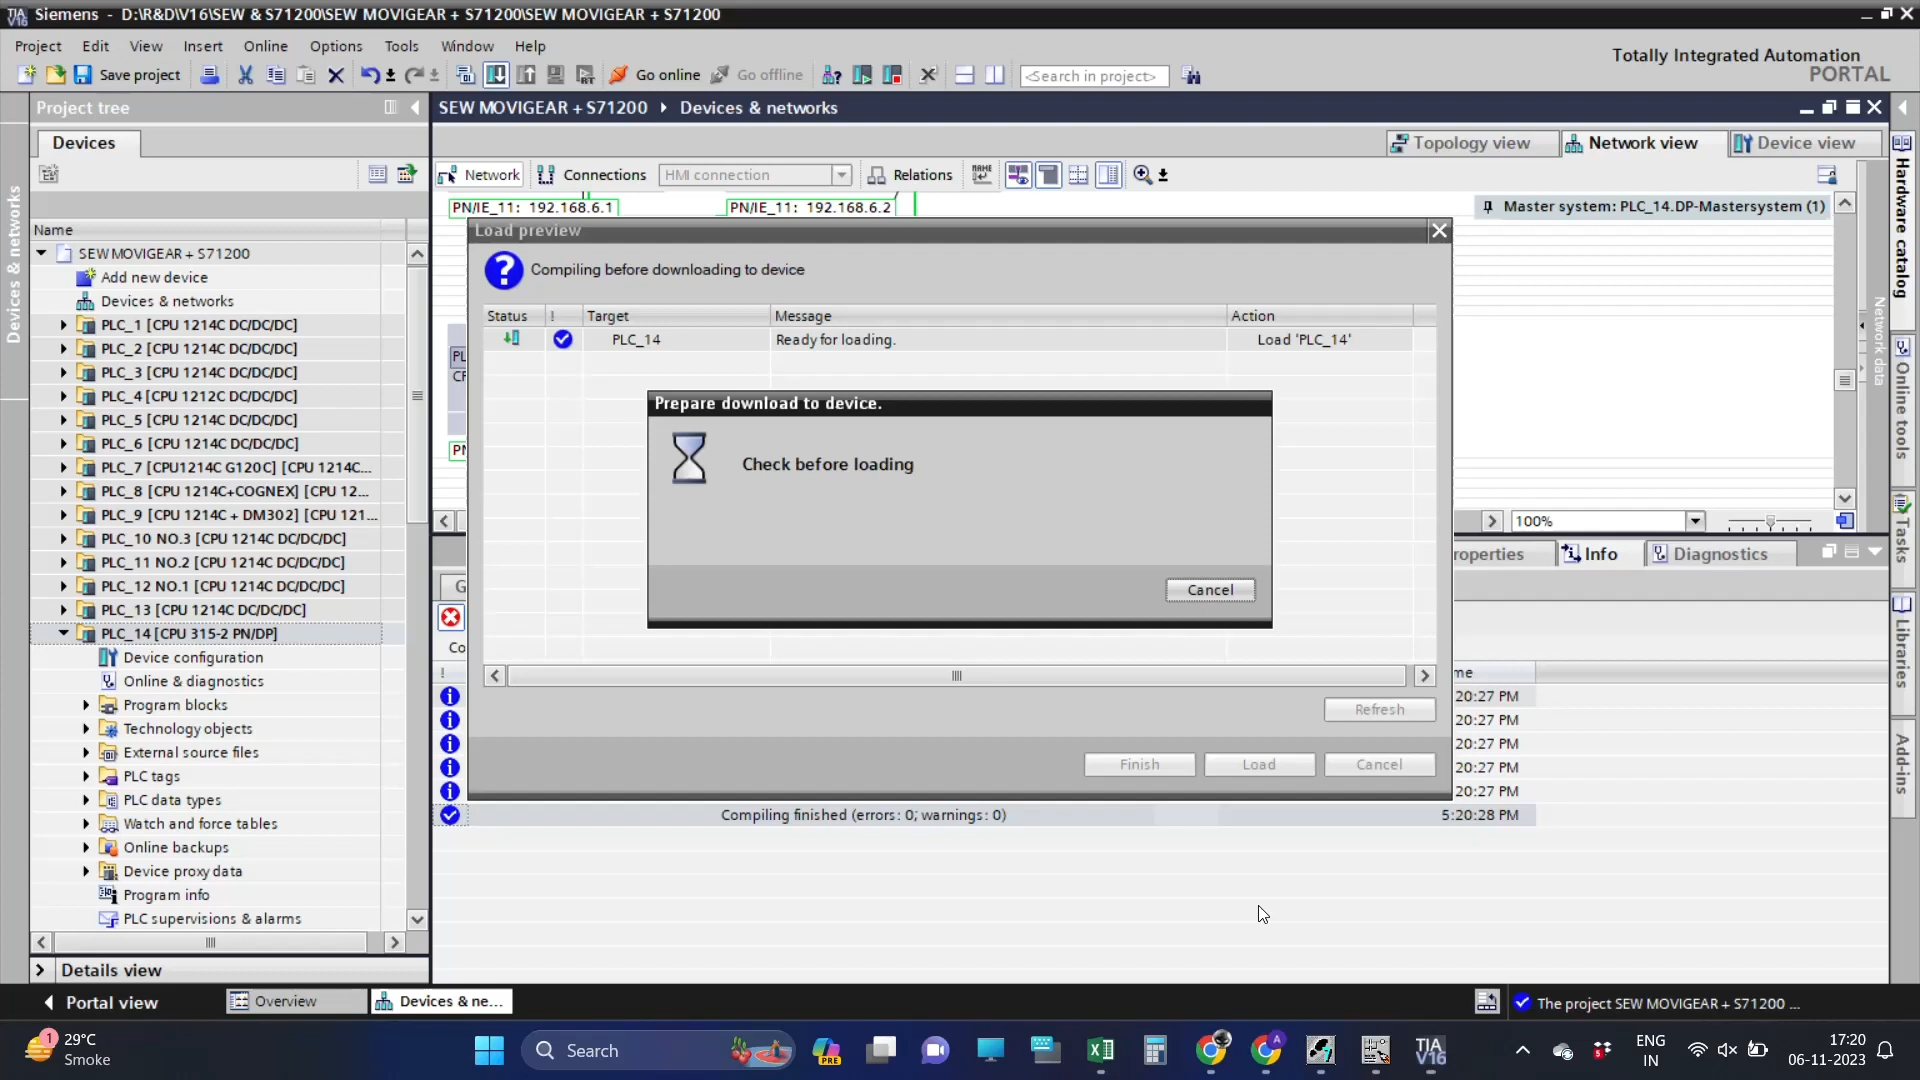 Siemens - D:\R&D\V16\SEW & S71200\SEW MOVIGEAR + S71200\SEW MOVIGEAR + S71200
Project Edit View Insert Online Options Tools Window Help
Totally Integrated Automation
PORTAL
Save project
Go online
Go offline
<Search in project>
Project tree
SEW MOVIGEAR + S71200 Devices & networks
Devices
Topology view
Network view
Device view
Network
Connections
HMI connection
Relations
Devices & networks
PN/IE_11: 192.168.6.1
PN/IE_11: 192.168.6.2
Master system: PLC_14.DP-Mastersystem (1)
Name
SEW MOVIGEAR + S71200
Add new device
Devices & networks
PLC_1 [CPU 1214C DC/DC/DC]
PLC_2 [CPU 1214C DC/DC/DC]
PLC_3 [CPU 1214C DC/DC/DC]
PLC_4 [CPU 1212C DC/DC/DC]
PLC_5 [CPU 1214C DC/DC/DC]
PLC_6 [CPU 1214C DC/DC/DC]
PLC_7 [CPU1214C G120C] [CPU 1214C...
PLC_8 [CPU 1214C+COGNEX] [CPU 12...
PLC_9 [CPU 1214C + DM302] [CPU 121...
PLC_10 NO.3 [CPU 1214C DC/DC/DC]
PLC_11 NO.2 [CPU 1214C DC/DC/DC]
PLC_12 NO.1 [CPU 1214C DC/DC/DC]
PLC_13 [CPU 1214C DC/DC/DC]
PLC_14 [CPU 315-2 PN/DP]
Device configuration
Online & diagnostics
Program blocks
Technology objects
External source files
PLC tags
PLC data types
Watch and force tables
Online backups
Device proxy data
Program info
PLC supervisions & alarms
Details view
Load preview
Compiling before downloading to device
Status ! Target Message Action
PLC_14 Ready for loading. Load 'PLC_14'
Prepare download to device.
Check before loading
Cancel
Refresh
Finish Load Cancel
100%
roperties
Info
Diagnostics
PL
PN
Co
!
me
20:27 PM
20:27 PM
20:27 PM
20:27 PM
20:27 PM
Compiling finished (errors: 0; warnings: 0) 5:20:28 PM
Hardware catalog
Network data
Online tools
Tasks
Libraries
Add-ins
Portal view
Overview
Devices & ne...
The project SEW MOVIGEAR + S71200 ...
1
29°C
Smoke
Search
PRE
A
TIA
V16
ENG
IN
17:20
06-11-2023